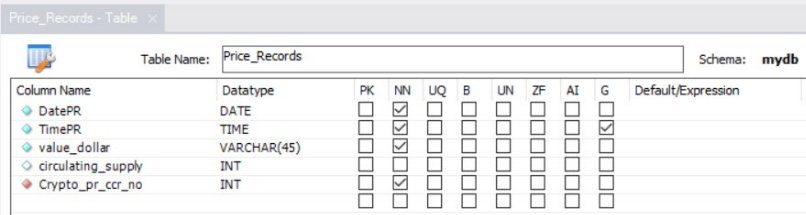 Price_Records - Table ×
Table Name: Price_Records Schema: mydb
Column Name Datatype PK NN UQ B UN ZF AI G Default/Expression
DatePR DATE
TimePR TIME
value_dollar VARCHAR(45)
circulating_supply INT
Crypto_pr_ccr_no INT